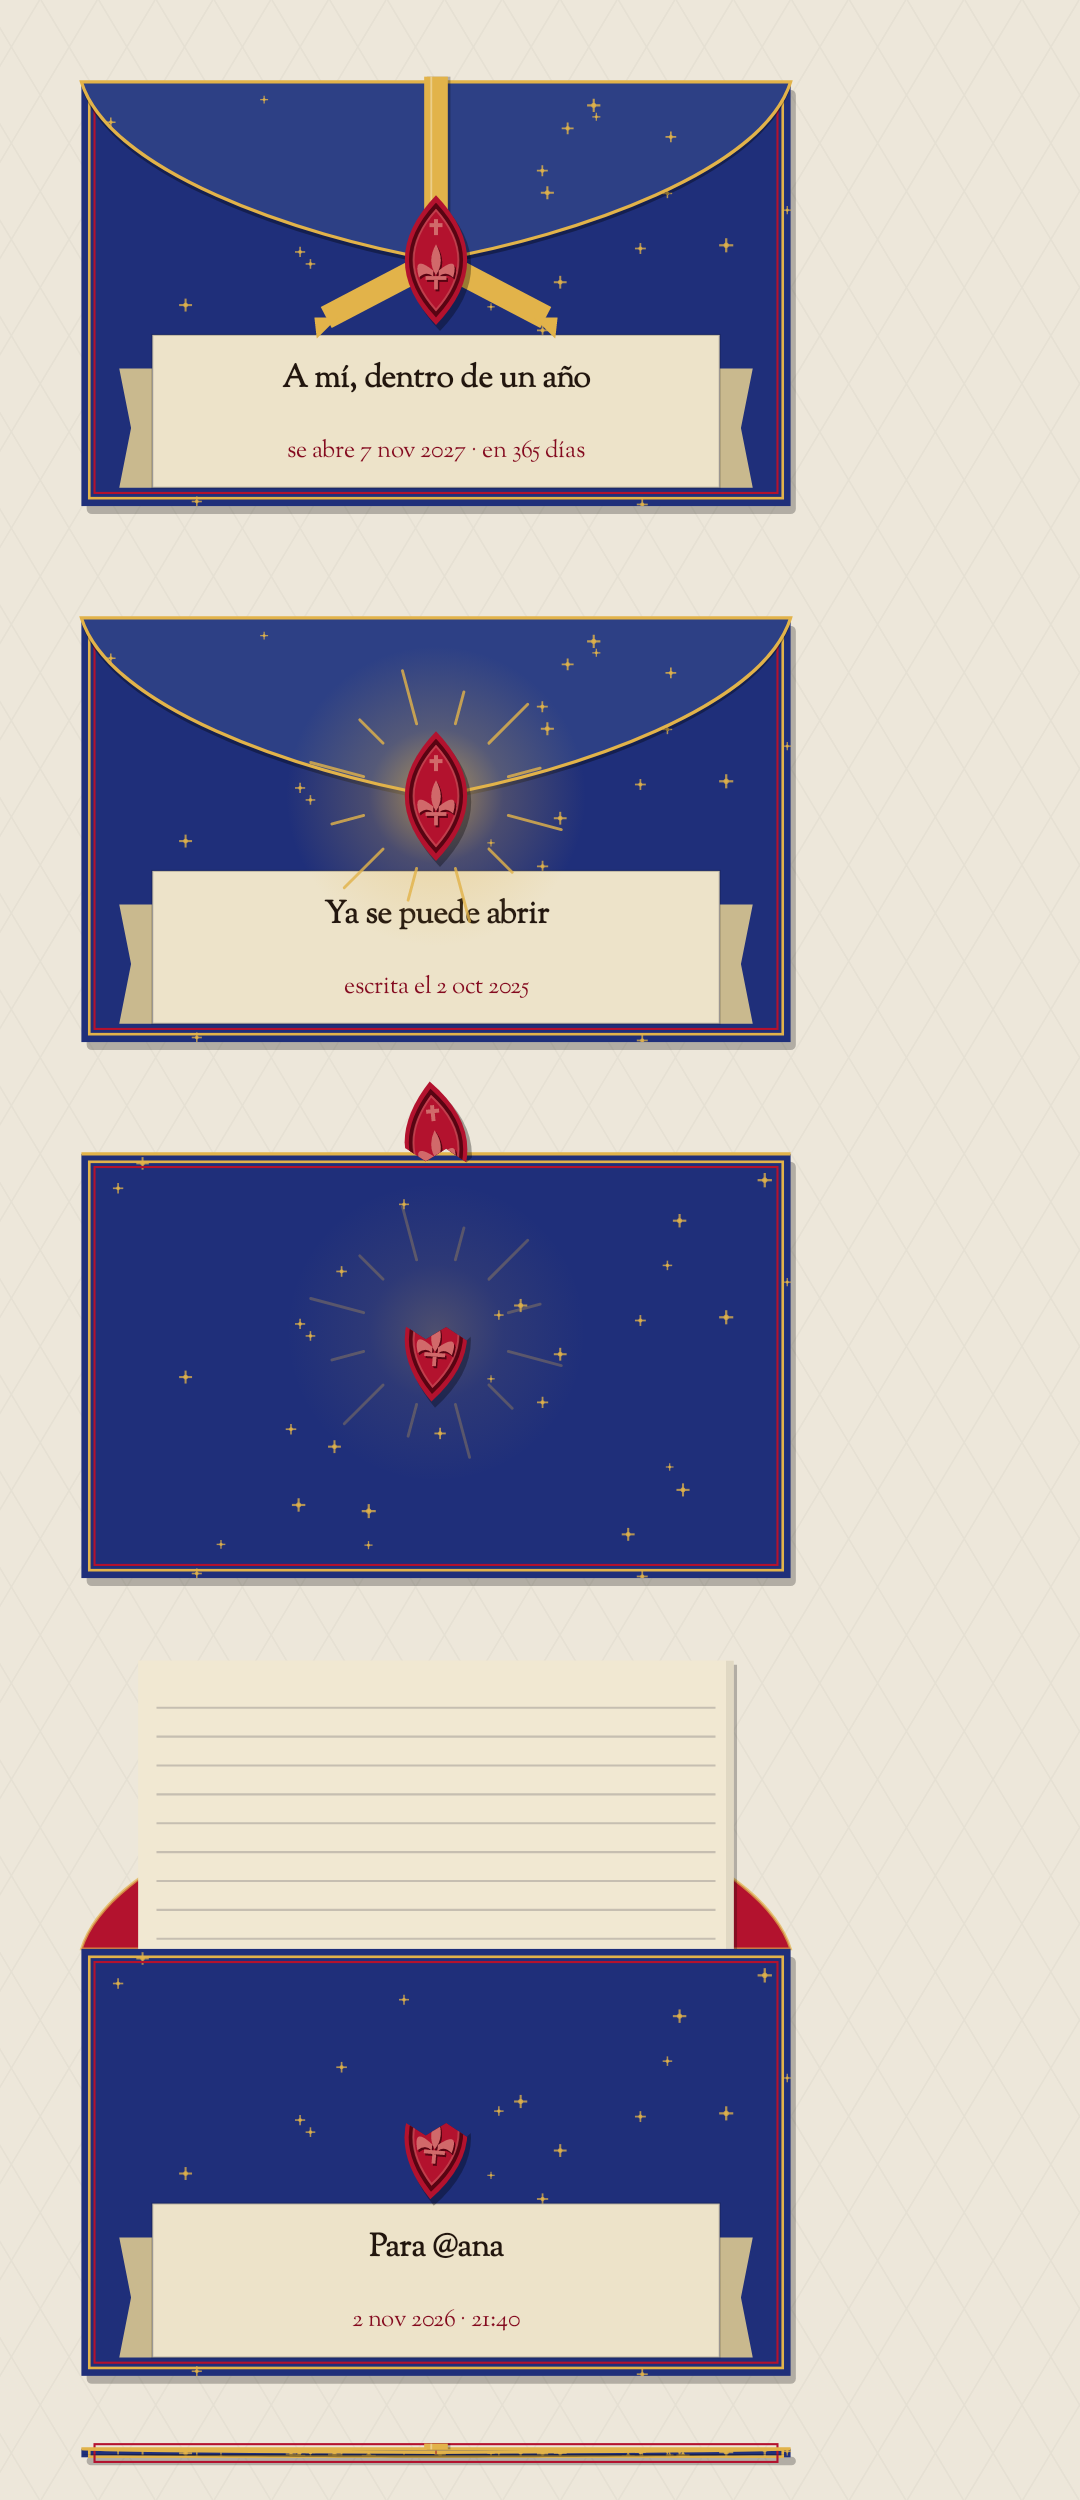 A mí, dentro de un año
se abre 7 nov 2027 · en 365 días
Ya se puede abrir
escrita el 2 oct 2025
Para @ana
2 nov 2026 · 21:40